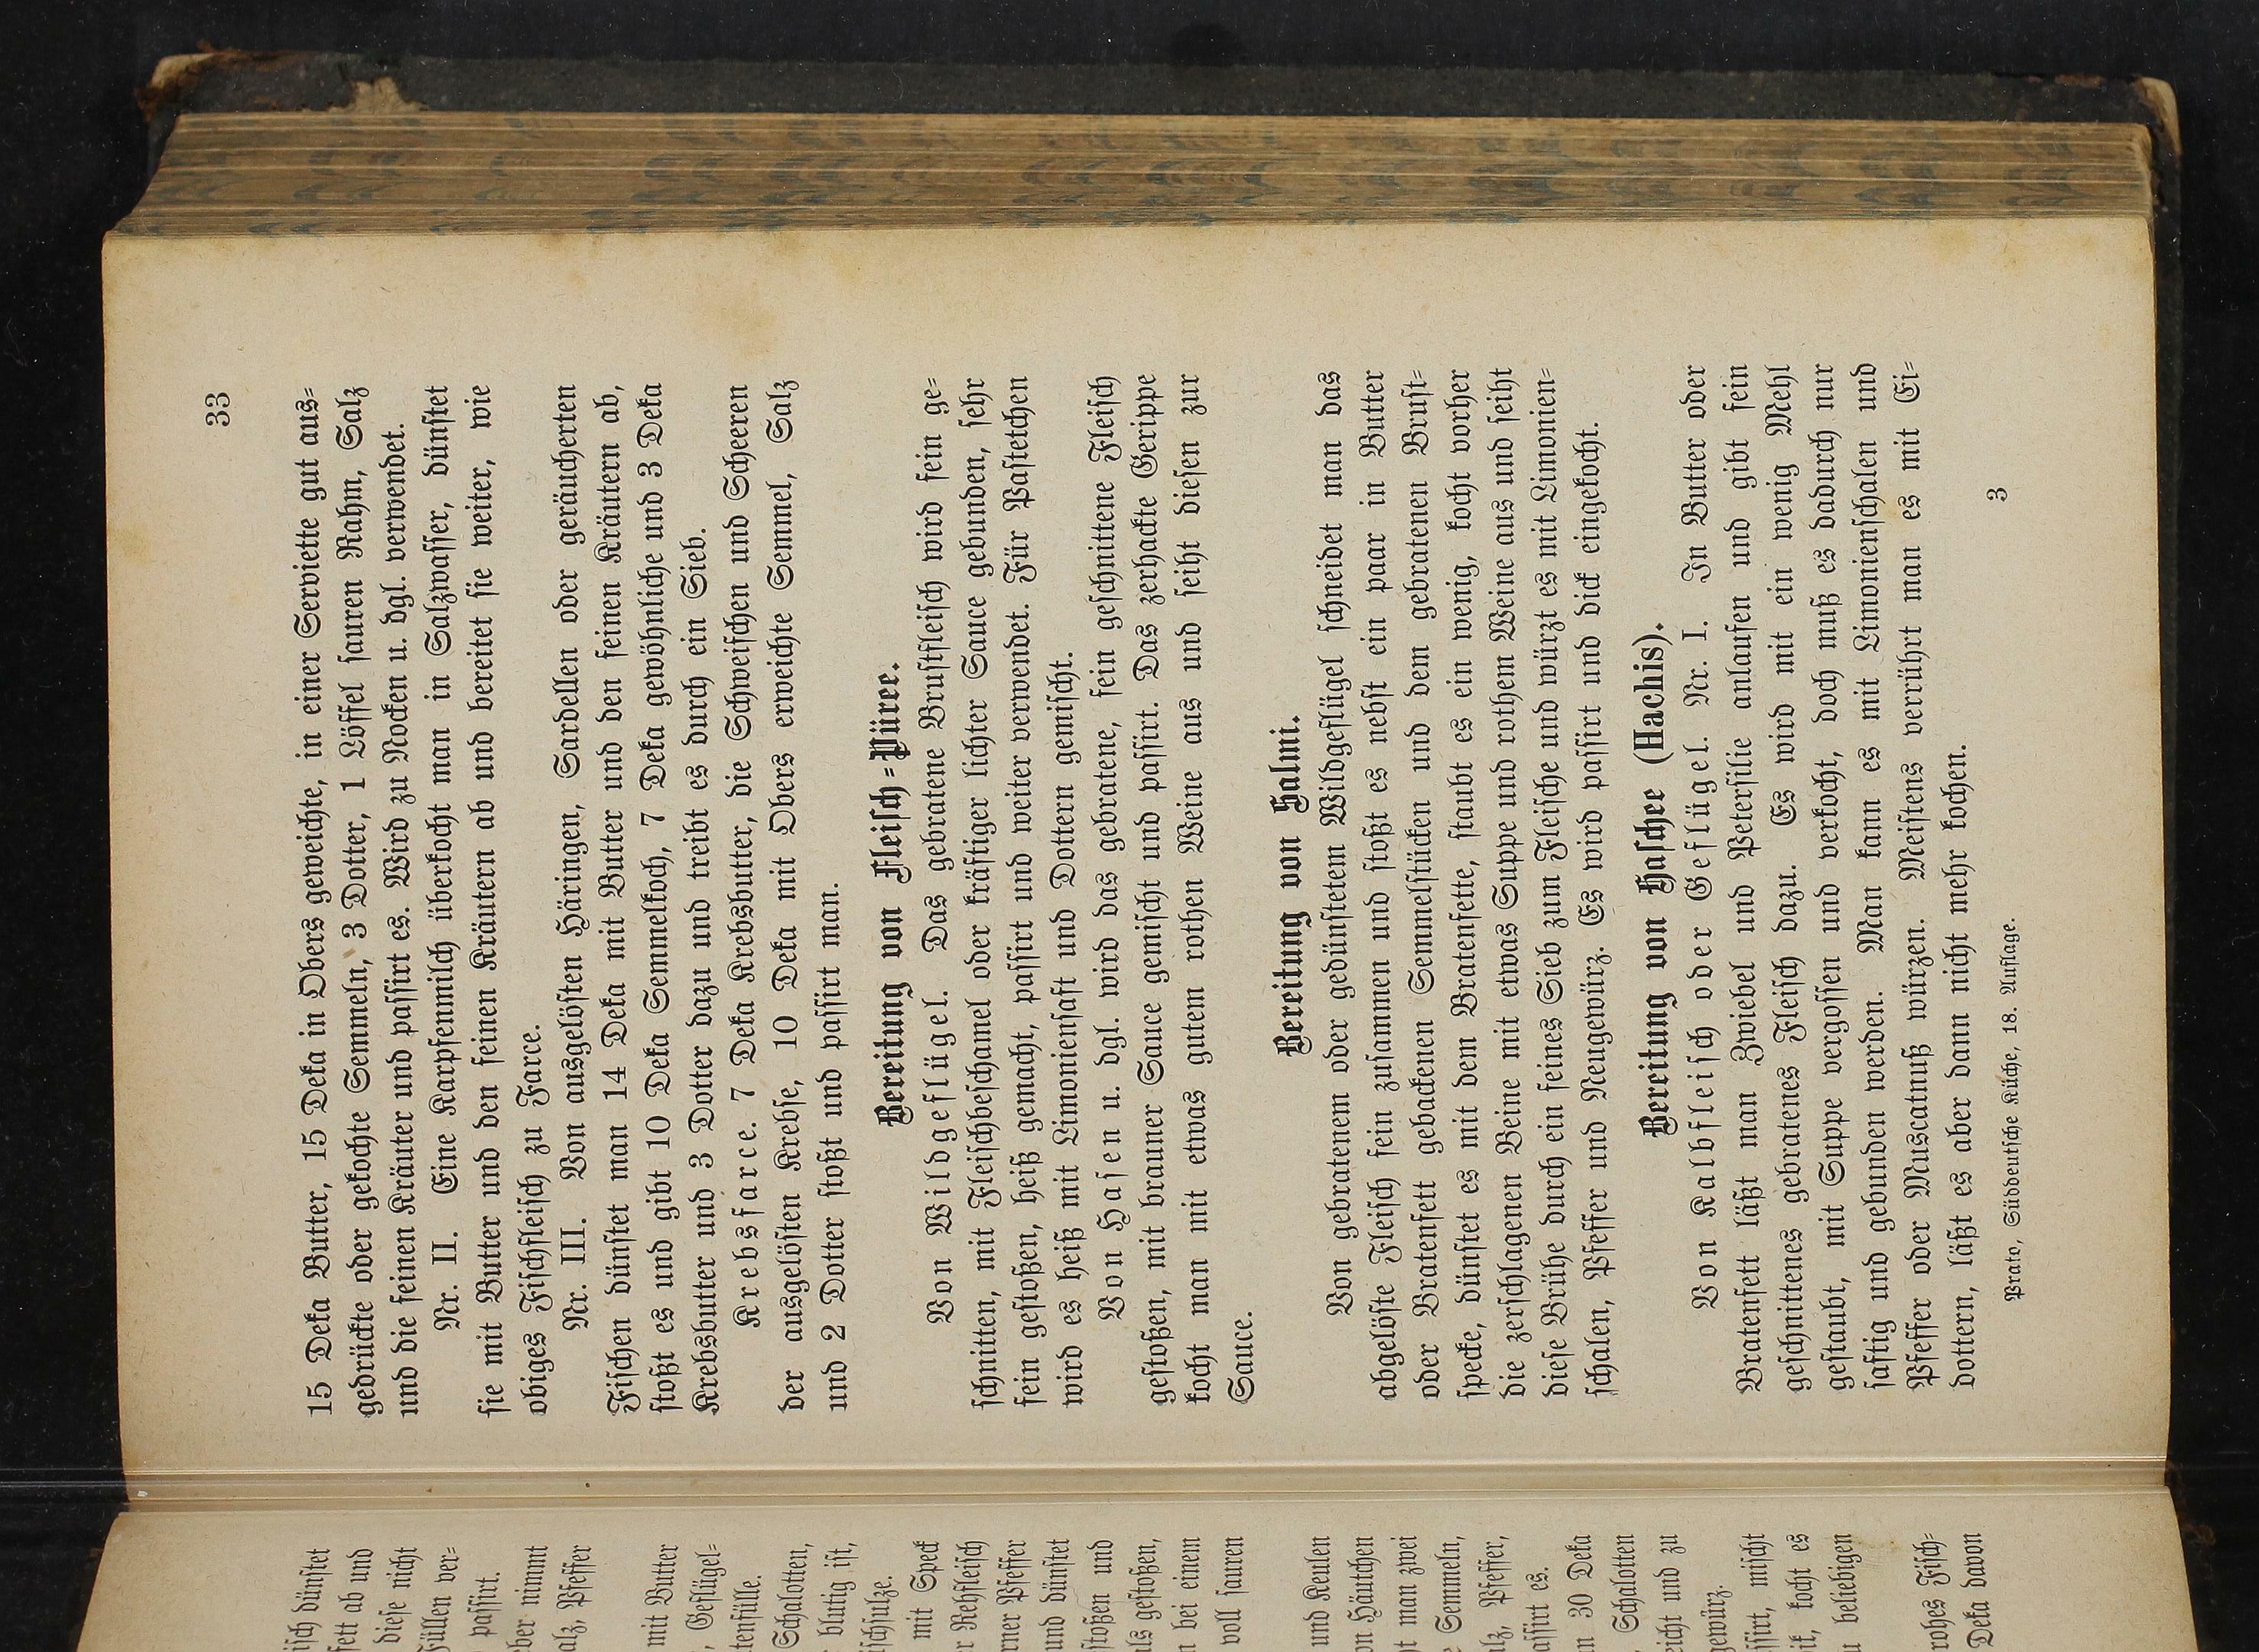 33
15 Deka Butter, 15 Deka in Obers geweichte, in einer Serviette gut aus=
gedrückte oder gekochte Semmeln, 3 Dotter, 1 Löffel ſauren Rahm, Salz
und die feinen Kräuter und paſſirt es. Wird zu Nocken u. dgl. verwendet.
Nr. II. Eine Karpfenmilch überkocht man in Salzwaſſer, dünſtet
ſie mit Butter und den feinen Kräutern ab und bereitet ſie weiter, wie
obiges Fiſchfleiſch zu Farce.
Nr. III. Von ausgelöſten Häringen, Sardellen oder geräucherten
Fiſchen dünſtet man 14 Deka mit Butter und den feinen Kräutern ab,
ſtoßt es und gibt 10 Deka Semmelkoch, 7 Deka gewöhnliche und 3 Deka
Krebsbutter und 3 Dotter dazu und treibt es durch ein Sieb.
Krebsfarce. 7 Deka Krebsbutter, die Schweifchen und Scheeren
der ausgelöſten Krebſe, 10 Deka mit Obers erweichte Semmel, Salz
und 2 Dotter ſtoßt und paſſirt man.
Bereitung von Fleiſch=Püree.
Von Wildgeflügel. Das gebratene Bruſtfleiſch wird fein ge=
ſchnitten, mit Fleiſchbeſchamel oder kräftiger lichter Sauce gebunden, ſehr
fein geſtoßen, heiß gemacht, paſſirt und weiter verwendet. Für Paſtetchen
wird es heiß mit Limonienſaft und Dottern gemiſcht.
Von Haſen u. dgl. wird das gebratene, fein geſchnittene Fleiſch
geſtoßen, mit brauner Sauce gemiſcht und paſſirt. Das zerhackte Gerippe
kocht man mit etwas gutem rothen Weine aus und ſeiht dieſen zur
Sauce.
Bereitung von Salmi.
Von gebratenem oder gedünſtetem Wildgeflügel ſchneidet man das
abgelöſte Fleiſch fein zuſammen und ſtoßt es nebſt ein paar in Butter
oder Bratenfett gebackenen Semmelſtücken und dem gebratenen Bruſt=
ſpecke, dünſtet es mit dem Bratenfette, ſtaubt es ein wenig, kocht vorher
die zerſchlagenen Beine mit etwas Suppe und rothem Weine aus und ſeiht
dieſe Brühe durch ein feines Sieb zum Fleiſche und würzt es mit Limonien=
ſchalen, Pfeffer und Neugewürz. Es wird paſſirt und dick eingekocht.
Bereitung von Haſchee (Hachis).
Von Kalbfleiſch oder Geflügel. Nr. I. In Butter oder
Bratenfett läßt man Zwiebel und Peterſilie anlaufen und gibt fein
geſchnittenes gebratenes Fleiſch dazu. Es wird mit ein wenig Mehl
geſtaubt, mit Suppe vergoſſen und verkocht, doch muß es dadurch nur
ſaftig und gebunden werden. Man kann es mit Limonienſchalen und
Pfeffer oder Muscatnuß würzen. Meiſtens verrührt man es mit Ei=
dottern, läßt es aber dann nicht mehr kochen.
Prato, Süddeutſche Küche, 18. Auflage. 3